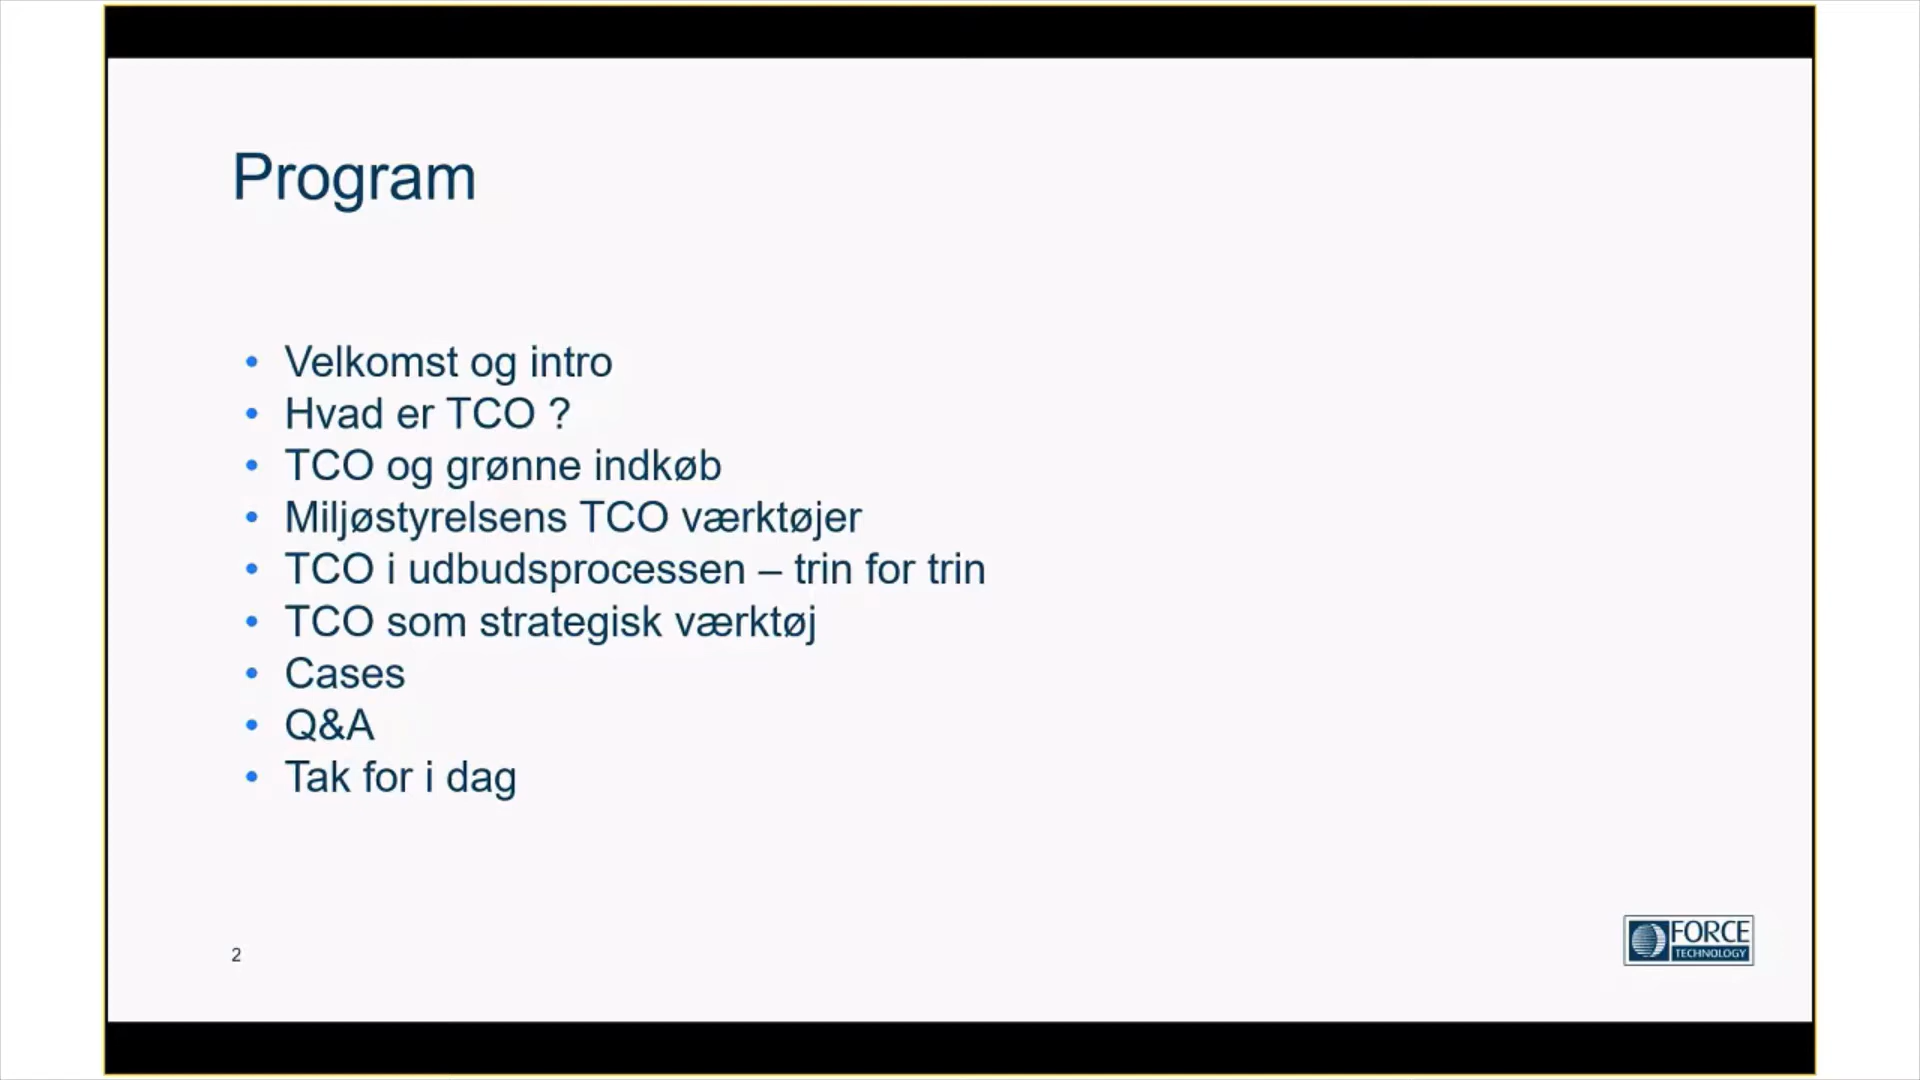 Program
• Velkomst og intro
• Hvad er TCO ?
• TCO og grønne indkøb
• Miljøstyrelsens TCO værktøjer
• TCO i udbudsprocessen – trin for trin
• TCO som strategisk værktøj
• Cases
• Q&A
• Tak for i dag
2
FORCE
TECHNOLOGY